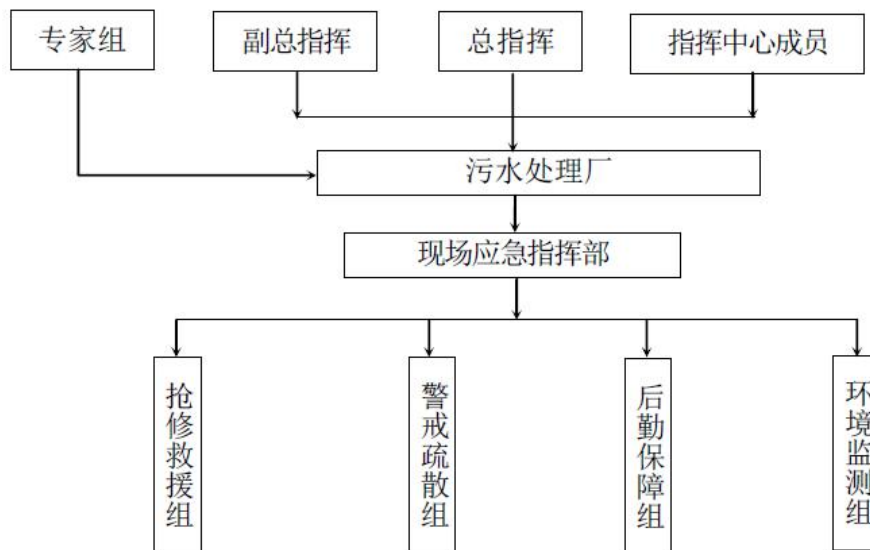 专家组
副总指挥
总指挥
指挥中心成员
污水处理厂
现场应急指挥部
抢修救援组
警戒疏散组
后勤保障组
环境监测组